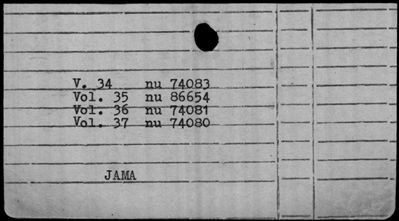 V. 34 nu 74083
Vol. 35 nu 86654
Vol. 36 nu 74081
Vol. 37 nu 74080
JAMA